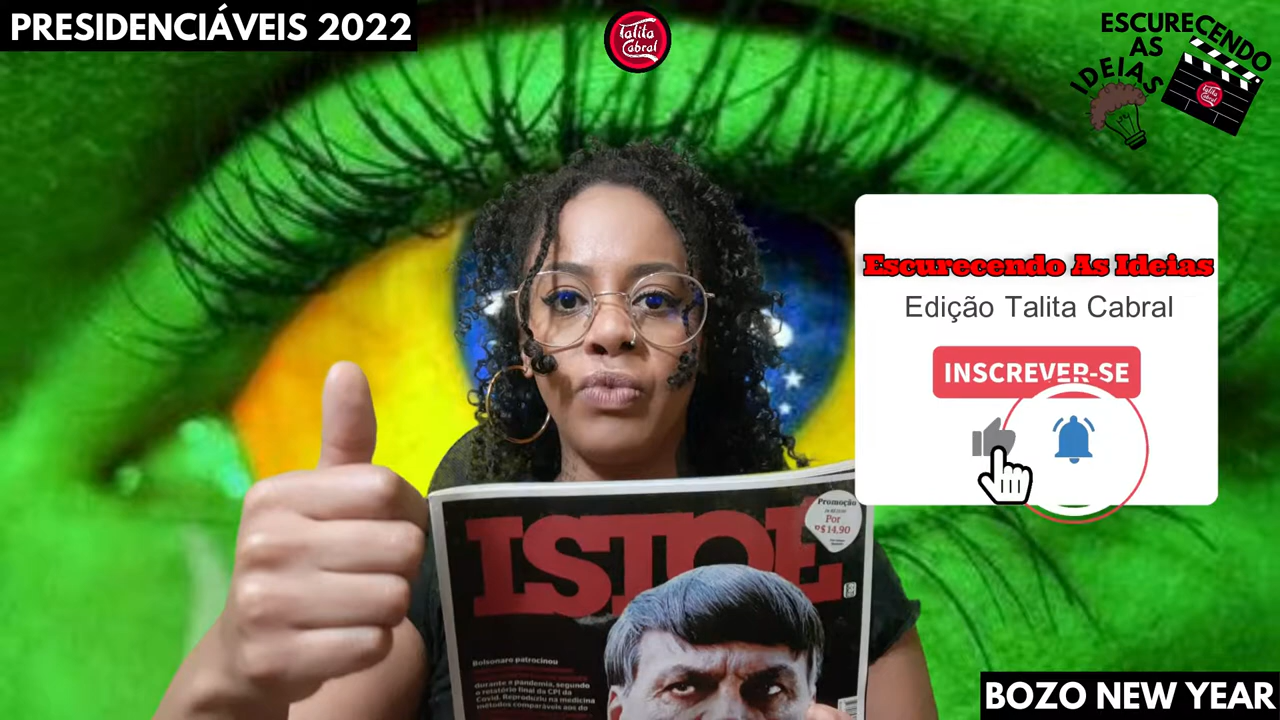 PRESIDENCIÁVEIS 2022
Talita
Cabral
ESCURECENDO
AS
IDEIAS
Talita
Cabral
Escurecendo As Ideias
Edição Talita Cabral
INSCREVER-SE
Promoção
Por
R$14,90
ISTOÉ
Bolsonaro patrocinou
durante a pandemia, segundo
o relatório final da CPI da
Covid. Reproduziu na medicina
métodos comparáveis aos do
BOZO NEW YEAR